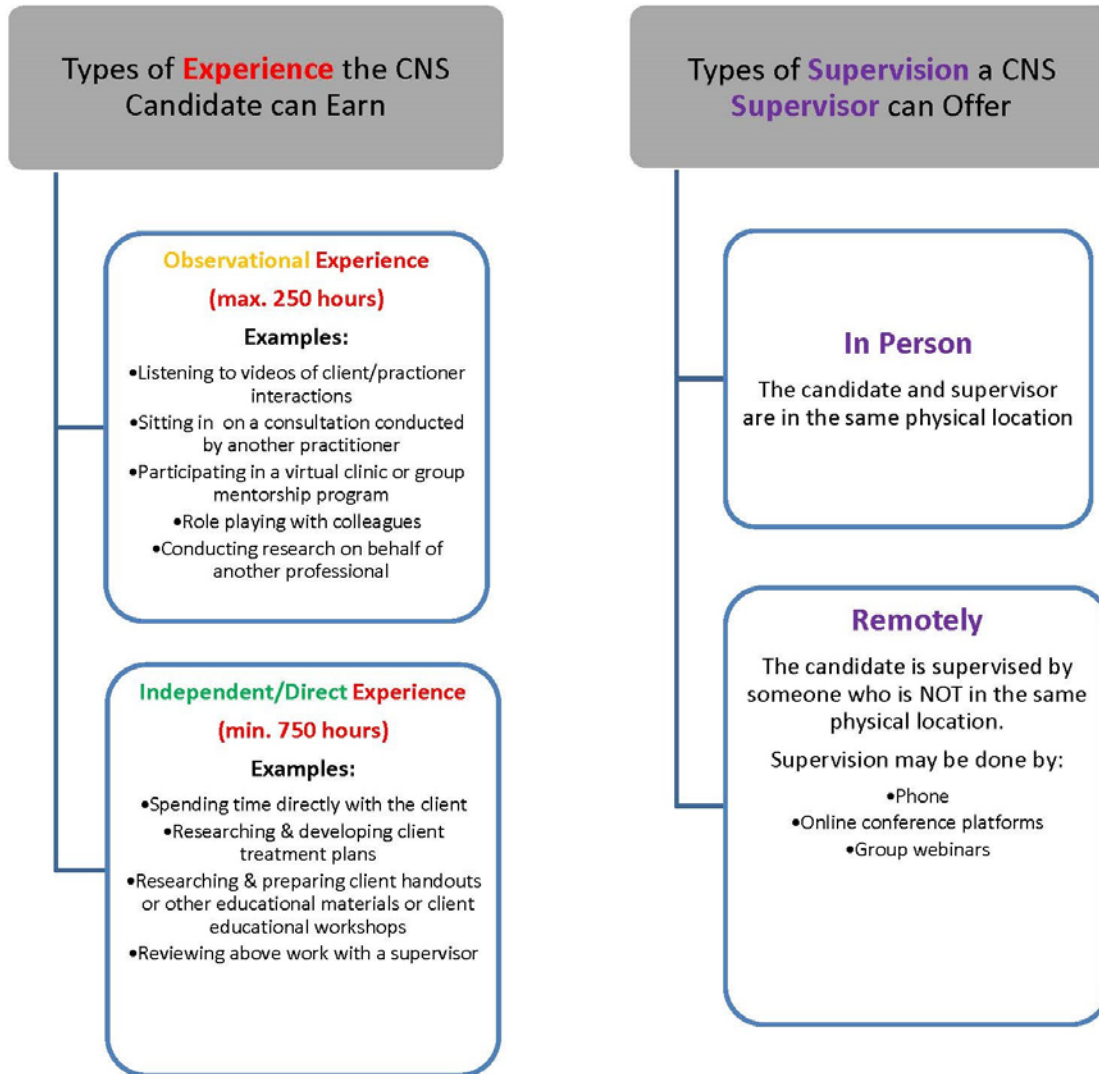 Types of Experience the CNS
Candidate can Earn
Observational Experience
(max. 250 hours)
Examples:
•Listening to videos of client/practioner
interactions
•Sitting in on a consultation conducted
by another practitioner
•Participating in a virtual clinic or group
mentorship program
•Role playing with colleagues
•Conducting research on behalf of
another professional
Independent/Direct Experience
(min. 750 hours)
Examples:
•Spending time directly with the client
•Researching & developing client
treatment plans
•Researching & preparing client handouts
or other educational materials or client
educational workshops
•Reviewing above work with a supervisor
Types of Supervision a CNS
Supervisor can Offer
In Person
The candidate and supervisor
are in the same physical location
Remotely
The candidate is supervised by
someone who is NOT in the same
physical location.
Supervision may be done by:
•Phone
•Online conference platforms
•Group webinars